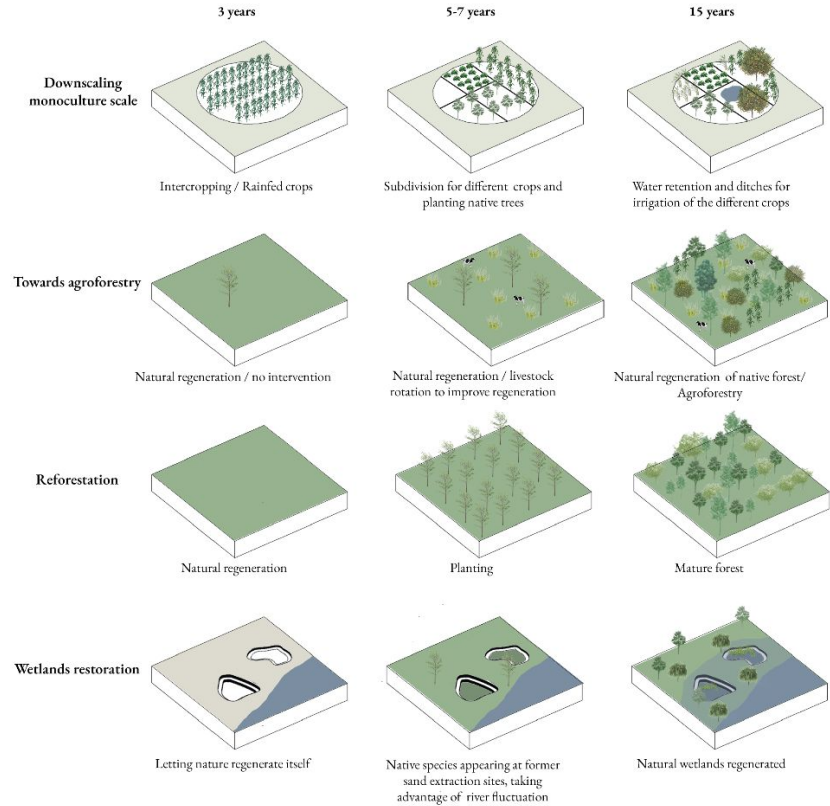 3 years
5-7 years
15 years
Downscaling
monoculture scale
Intercropping / Rainfed crops
Subdivision for different crops and
planting native trees
Water retention and ditches for
irrigation of the different crops
Towards agroforestry
Natural regeneration / no intervention
Natural regeneration / livestock
rotation to improve regeneration
Natural regeneration of native forest/
Agroforestry
Reforestation
Natural regeneration
Planting
Mature forest
Wetlands restoration
Letting nature regenerate itself
Native species appearing at former
sand extraction sites, taking
advantage of river fluctuation
Natural wetlands regenerated